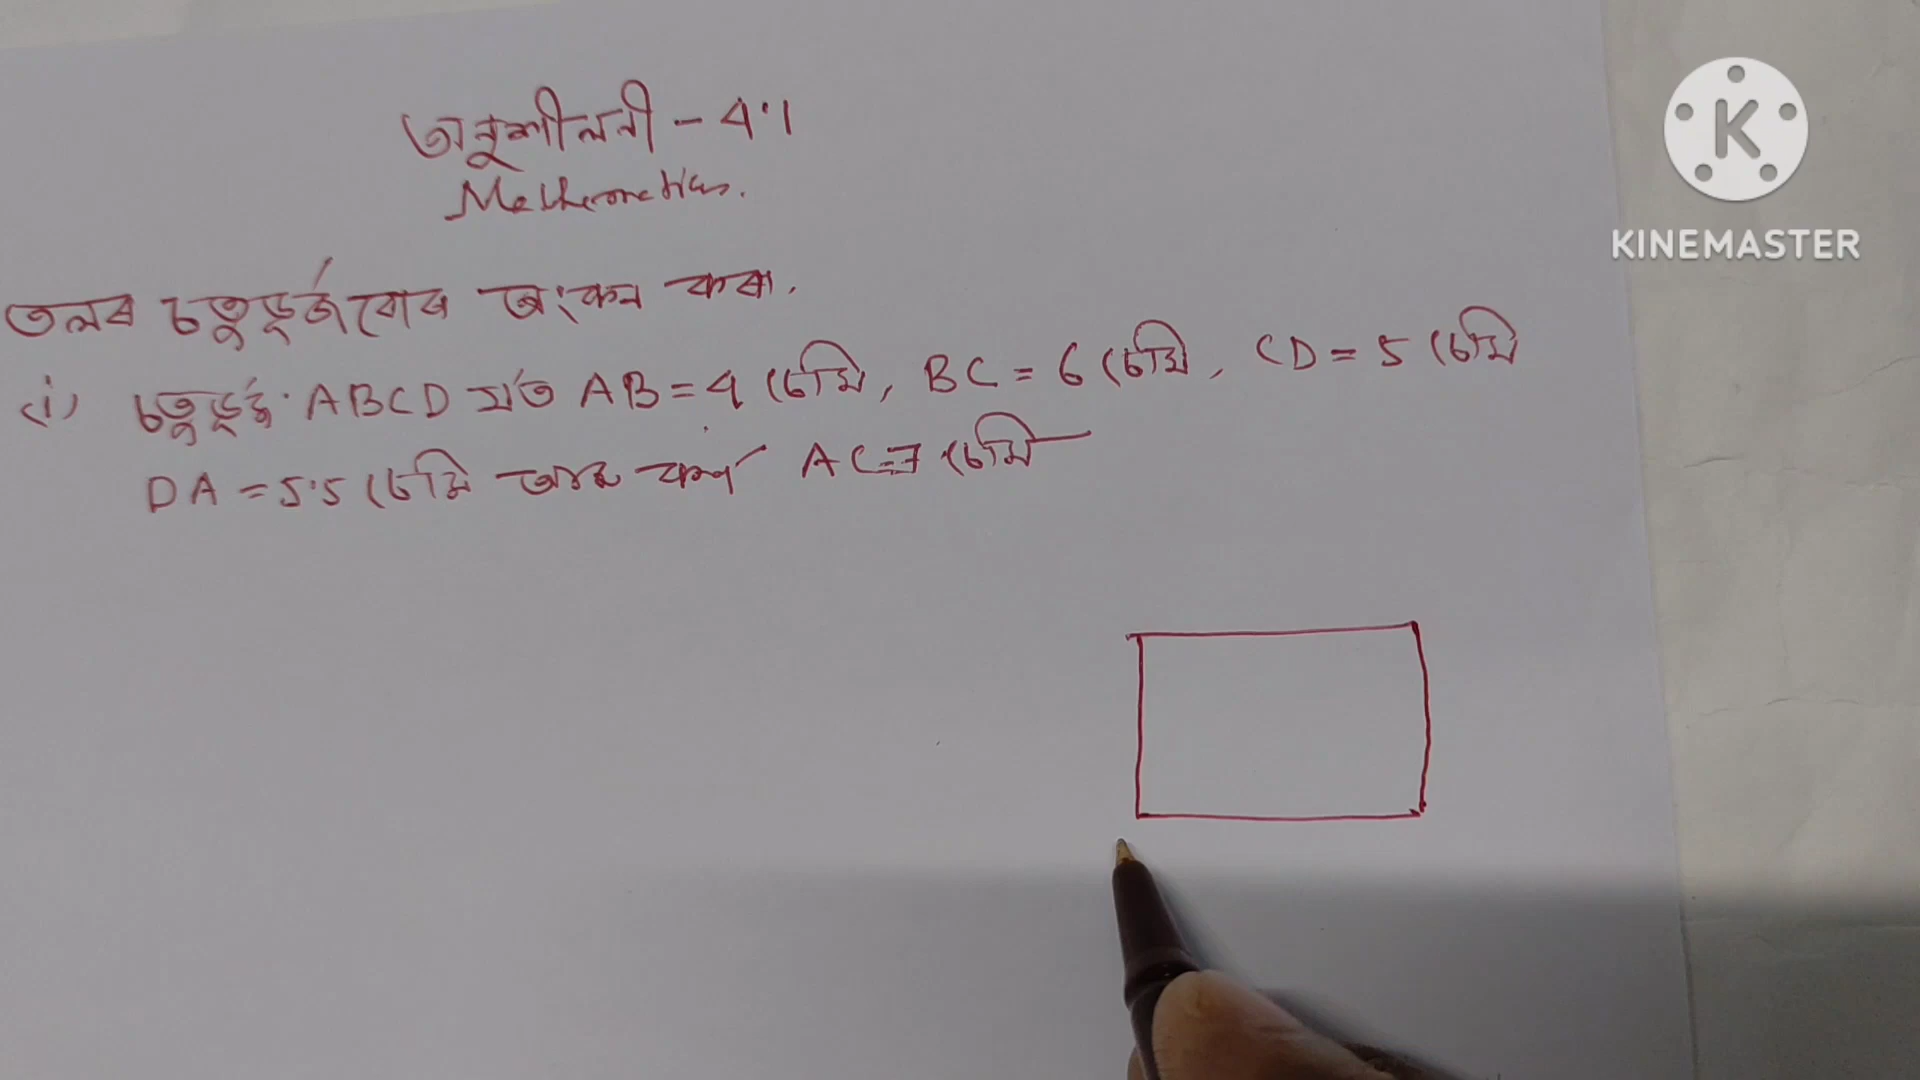 অনুশীলনী - 4.1
Mathematics.
KINEMASTER
তলৰ চতুৰ্ভূৰ্জবোৰ অংকন কৰা.
(i) চতুৰ্ভূজ ABCD য'ত AB = 4 চেমি, BC = 6 চেমি, CD = 5 চেমি
DA = 5.5 চেমি আৰু কৰ্ণ AC = 7 চেমি